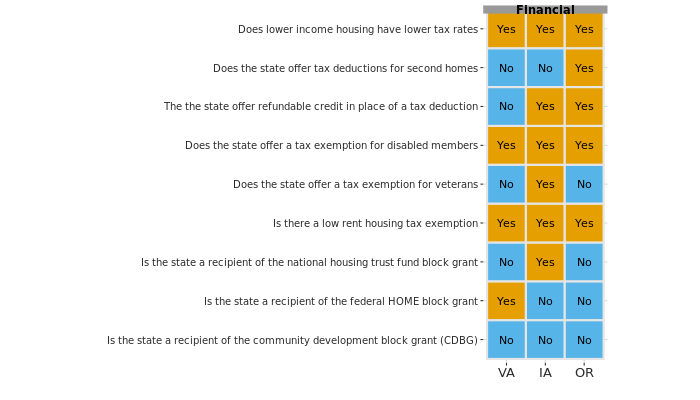 Financial
Does lower income housing have lower tax rates Yes Yes Yes
Does the state offer tax deductions for second homes No No Yes
The the state offer refundable credit in place of a tax deduction No Yes Yes
Does the state offer a tax exemption for disabled members Yes Yes Yes
Does the state offer a tax exemption for veterans No Yes No
Is there a low rent housing tax exemption Yes Yes Yes
Is the state a recipient of the national housing trust fund block grant No Yes No
Is the state a recipient of the federal HOME block grant Yes No No
Is the state a recipient of the community development block grant (CDBG) No No No
VA IA OR